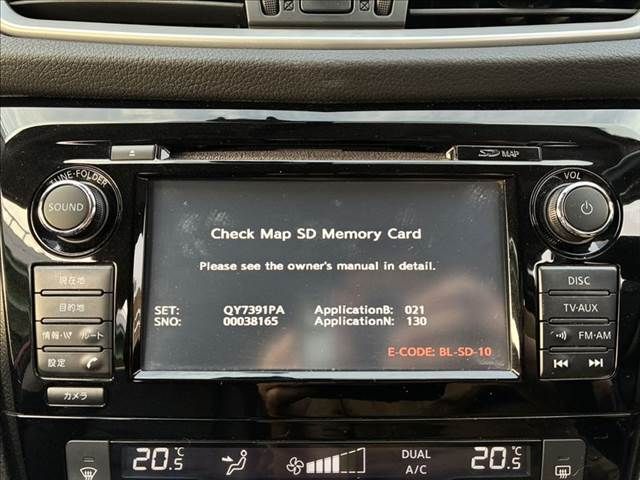 SD MAP
TUNE·FOLDER
VOL
SOUND
Check Map SD Memory Card
Please see the owner's manual in detail.
SET: QY7391PA ApplicationB: 021
SNO: 00038165 ApplicationN: 130
E-CODE: BL-SD-10
現在地
目的地
情報・ ルート
設定
カメラ
DISC
TV·AUX
FM·AM
20.5 °C
DUAL
A/C
20.5 °C